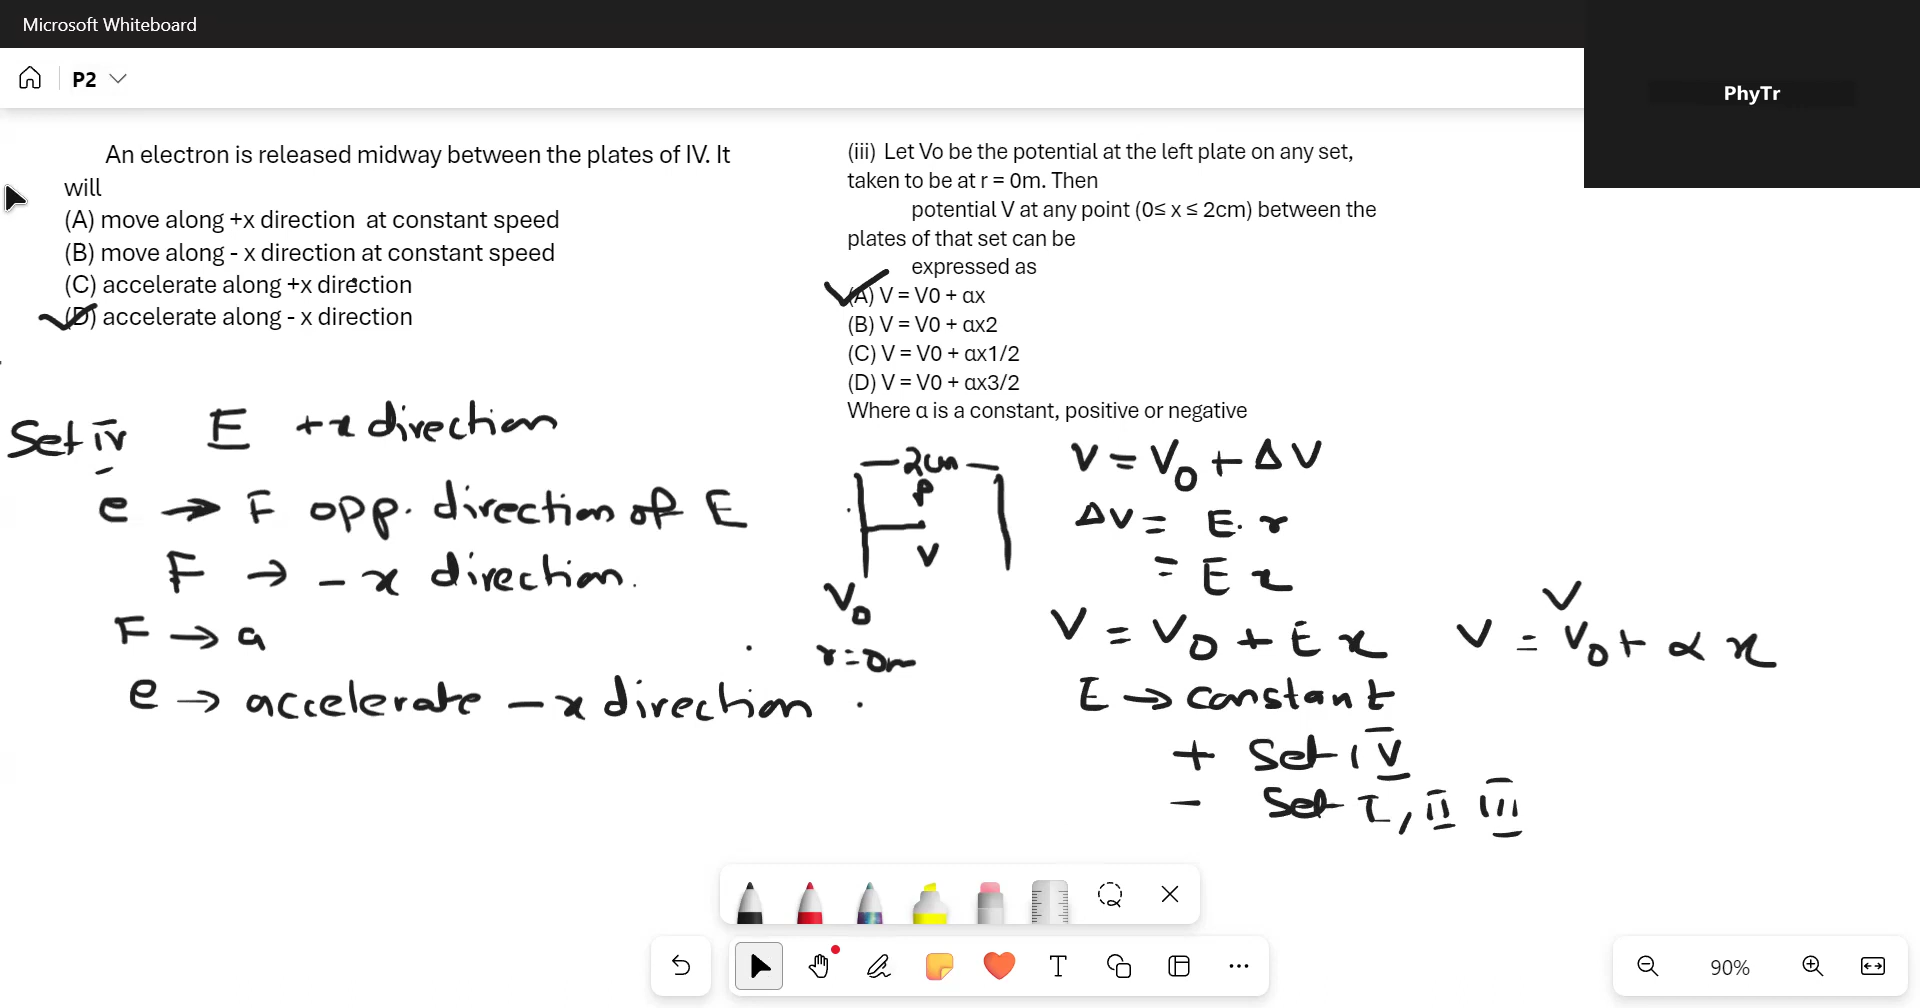 Microsoft Whiteboard
P2
PhyTr
An electron is released midway between the plates of IV. It
will
(A) move along +x direction at constant speed
(B) move along - x direction at constant speed
(C) accelerate along +x direction
(D) accelerate along - x direction
Set IV E +x direction
e → F opp. direction of E
F → - x direction.
F → a
e → accelerate - x direction
(iii) Let Vo be the potential at the left plate on any set,
taken to be at r = 0m. Then
potential V at any point (0≤ x ≤ 2cm) between the
plates of that set can be
expressed as
(A) V = V0 + αx
(B) V = V0 + αx2
(C) V = V0 + αx1/2
(D) V = V0 + αx3/2
Where α is a constant, positive or negative
2cm
P
V
V0
r=0m
V = V0 + ΔV
ΔV = E. r
= E x
V = V0 + E x
V
V = V0 + α x
E → constant
+ Set IV
- Set I, II III
T
90%